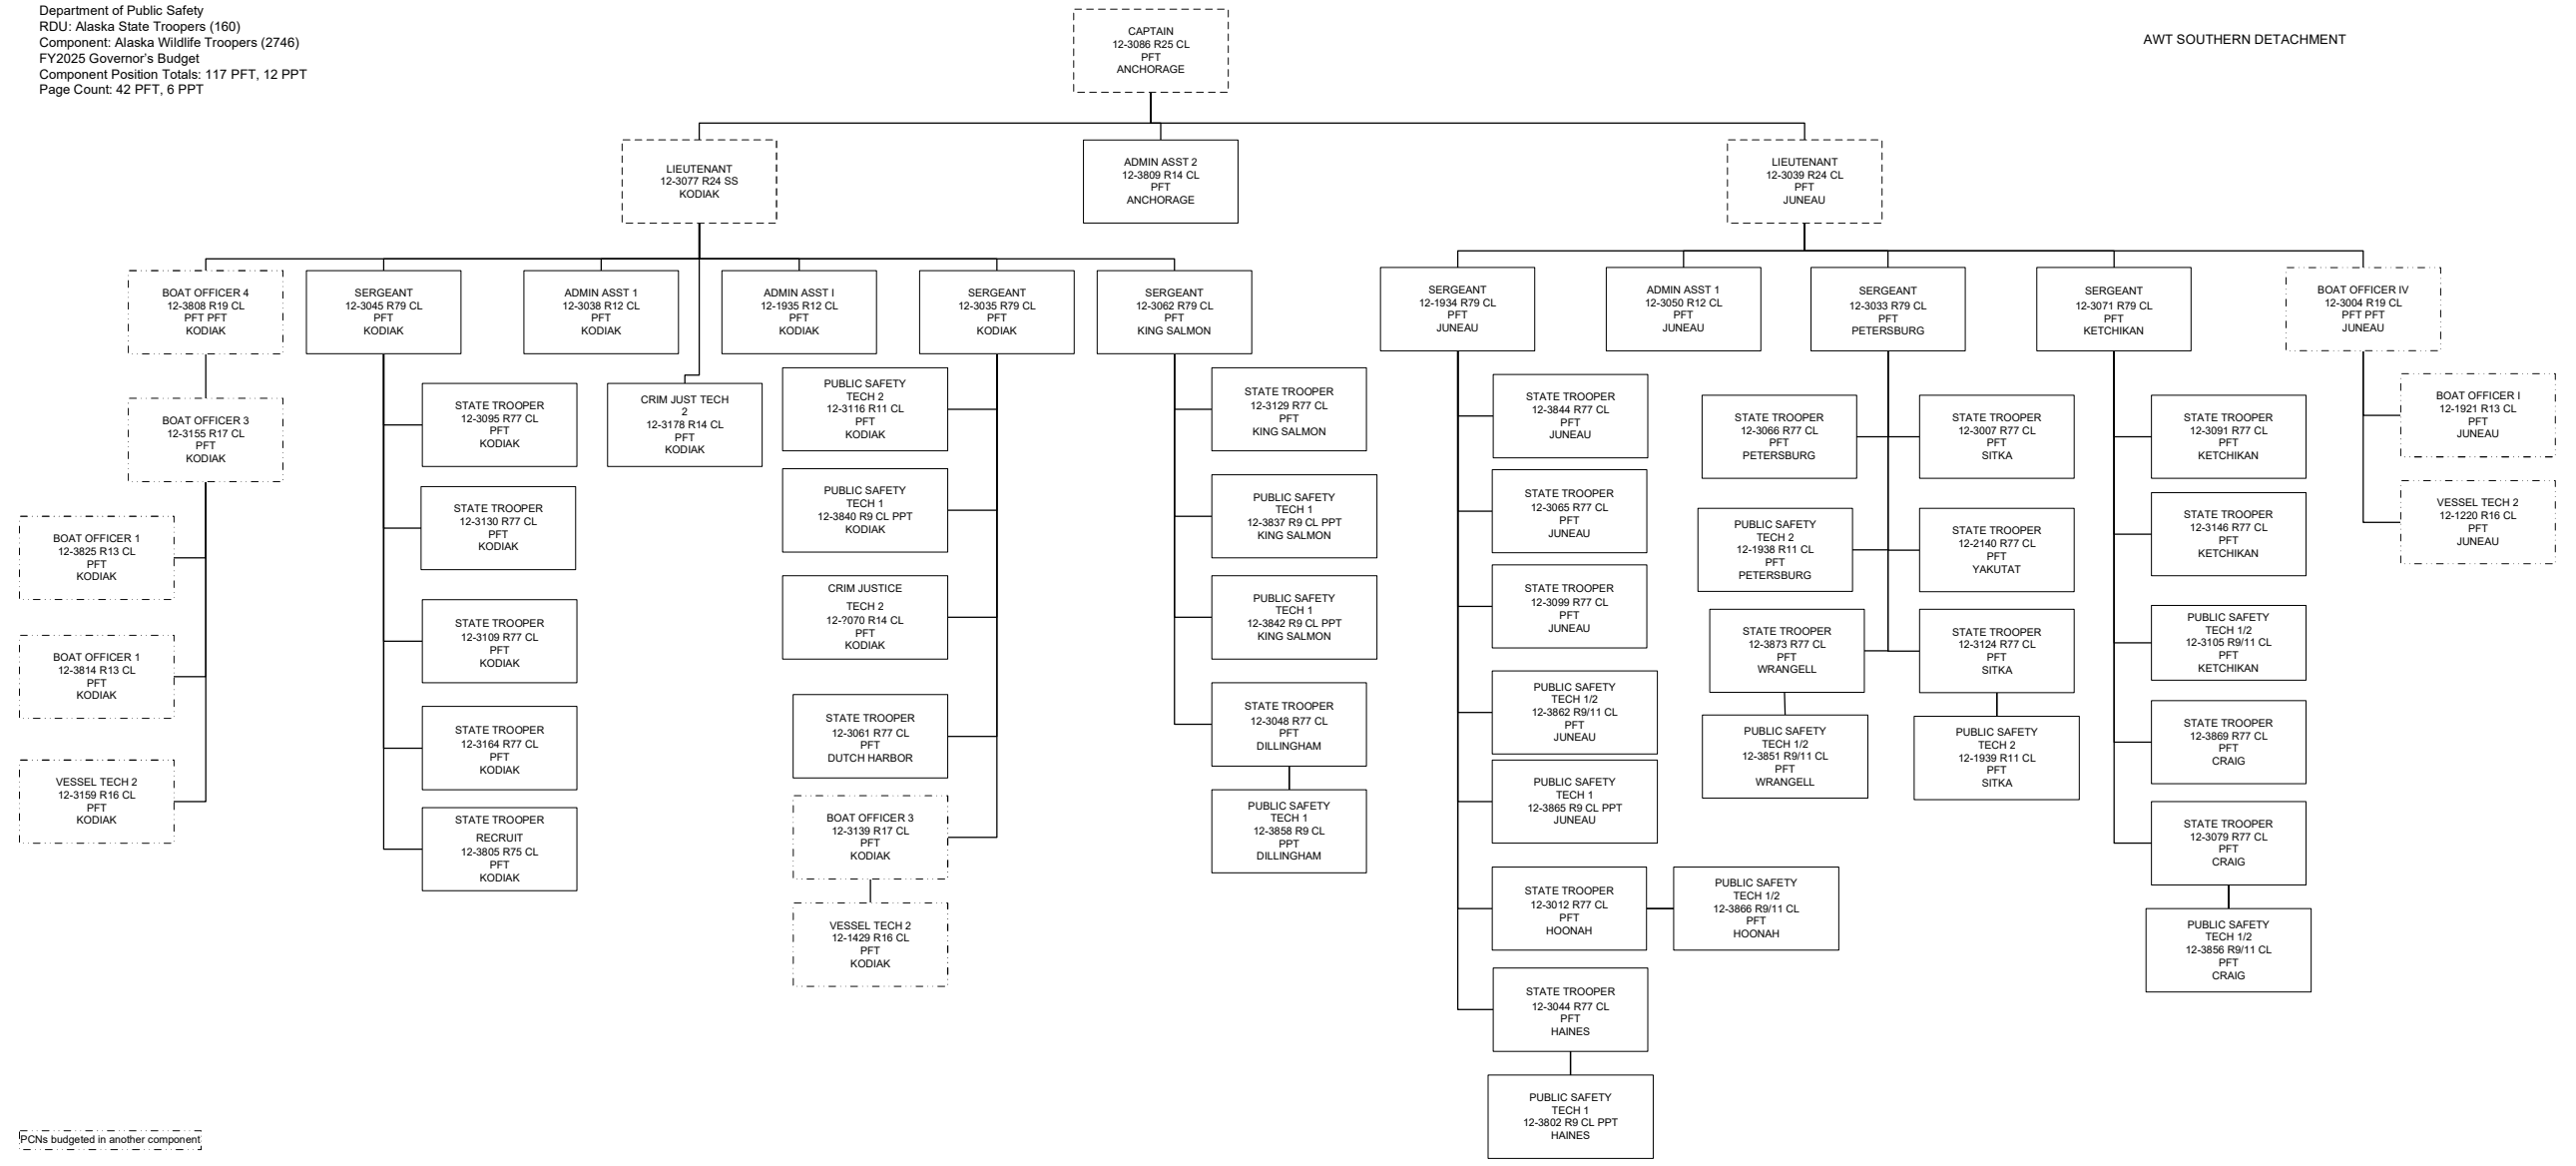 Department of Public Safety
RDU: Alaska State Troopers (160)
Component: Alaska Wildlife Troopers (2746)
FY2025 Governor's Budget
Component Position Totals: 117 PFT, 12 PPT
Page Count: 42 PFT, 6 PPT
CAPTAIN
12-3086 R25 CL
PFT
ANCHORAGE
AWT SOUTHERN DETACHMENT
LIEUTENANT
12-3077 R24 SS
KODIAK
ADMIN ASST 2
12-3809 R14 CL
PFT
ANCHORAGE
LIEUTENANT
12-3039 R24 CL
PFT
JUNEAU
BOAT OFFICER 4
12-3808 R19 CL
PFT PFT
KODIAK
SERGEANT
12-3045 R79 CL
PFT
KODIAK
ADMIN ASST 1
12-3038 R12 CL
PFT
KODIAK
ADMIN ASST I
12-1935 R12 CL
PFT
KODIAK
SERGEANT
12-3035 R79 CL
PFT
KODIAK
SERGEANT
12-3062 R79 CL
PFT
KING SALMON
SERGEANT
12-1934 R79 CL
PFT
JUNEAU
ADMIN ASST 1
12-3050 R12 CL
PFT
JUNEAU
SERGEANT
12-3033 R79 CL
PFT
PETERSBURG
SERGEANT
12-3071 R79 CL
PFT
KETCHIKAN
BOAT OFFICER IV
12-3004 R19 CL
PFT PFT
JUNEAU
BOAT OFFICER 3
12-3155 R17 CL
PFT
KODIAK
BOAT OFFICER 1
12-3825 R13 CL
PFT
KODIAK
BOAT OFFICER 1
12-3814 R13 CL
PFT
KODIAK
VESSEL TECH 2
12-3159 R16 CL
PFT
KODIAK
STATE TROOPER
12-3095 R77 CL
PFT
KODIAK
STATE TROOPER
12-3130 R77 CL
PFT
KODIAK
STATE TROOPER
12-3109 R77 CL
PFT
KODIAK
STATE TROOPER
12-3164 R77 CL
PFT
KODIAK
STATE TROOPER
RECRUIT
12-3805 R75 CL
PFT
KODIAK
CRIM JUST TECH
2
12-3178 R14 CL
PFT
KODIAK
PUBLIC SAFETY
TECH 2
12-3116 R11 CL
PFT
KODIAK
PUBLIC SAFETY
TECH 1
12-3840 R9 CL PPT
KODIAK
CRIM JUSTICE
TECH 2
12-?070 R14 CL
PFT
KODIAK
STATE TROOPER
12-3061 R77 CL
PFT
DUTCH HARBOR
BOAT OFFICER 3
12-3139 R17 CL
PFT
KODIAK
VESSEL TECH 2
12-1429 R16 CL
PFT
KODIAK
STATE TROOPER
12-3129 R77 CL
PFT
KING SALMON
PUBLIC SAFETY
TECH 1
12-3837 R9 CL PPT
KING SALMON
PUBLIC SAFETY
TECH 1
12-3842 R9 CL PPT
KING SALMON
STATE TROOPER
12-3048 R77 CL
PFT
DILLINGHAM
PUBLIC SAFETY
TECH 1
12-3858 R9 CL
PPT
DILLINGHAM
STATE TROOPER
12-3844 R77 CL
PFT
JUNEAU
STATE TROOPER
12-3065 R77 CL
PFT
JUNEAU
STATE TROOPER
12-3099 R77 CL
PFT
JUNEAU
PUBLIC SAFETY
TECH 1/2
12-3862 R9/11 CL
PFT
JUNEAU
PUBLIC SAFETY
TECH 1
12-3865 R9 CL PPT
JUNEAU
STATE TROOPER
12-3012 R77 CL
PFT
HOONAH
PUBLIC SAFETY
TECH 1/2
12-3866 R9/11 CL
PFT
HOONAH
STATE TROOPER
12-3044 R77 CL
PFT
HAINES
PUBLIC SAFETY
TECH 1
12-3802 R9 CL PPT
HAINES
STATE TROOPER
12-3066 R77 CL
PFT
PETERSBURG
PUBLIC SAFETY
TECH 2
12-1938 R11 CL
PFT
PETERSBURG
STATE TROOPER
12-3873 R77 CL
PFT
WRANGELL
PUBLIC SAFETY
TECH 1/2
12-3851 R9/11 CL
PFT
WRANGELL
STATE TROOPER
12-3007 R77 CL
PFT
SITKA
STATE TROOPER
12-2140 R77 CL
PFT
YAKUTAT
STATE TROOPER
12-3124 R77 CL
PFT
SITKA
PUBLIC SAFETY
TECH 2
12-1939 R11 CL
PFT
SITKA
STATE TROOPER
12-3091 R77 CL
PFT
KETCHIKAN
STATE TROOPER
12-3146 R77 CL
PFT
KETCHIKAN
PUBLIC SAFETY
TECH 1/2
12-3105 R9/11 CL
PFT
KETCHIKAN
STATE TROOPER
12-3869 R77 CL
PFT
CRAIG
STATE TROOPER
12-3079 R77 CL
PFT
CRAIG
PUBLIC SAFETY
TECH 1/2
12-3856 R9/11 CL
PFT
CRAIG
BOAT OFFICER I
12-1921 R13 CL
PFT
JUNEAU
VESSEL TECH 2
12-1220 R16 CL
PFT
JUNEAU
PCNs budgeted in another component